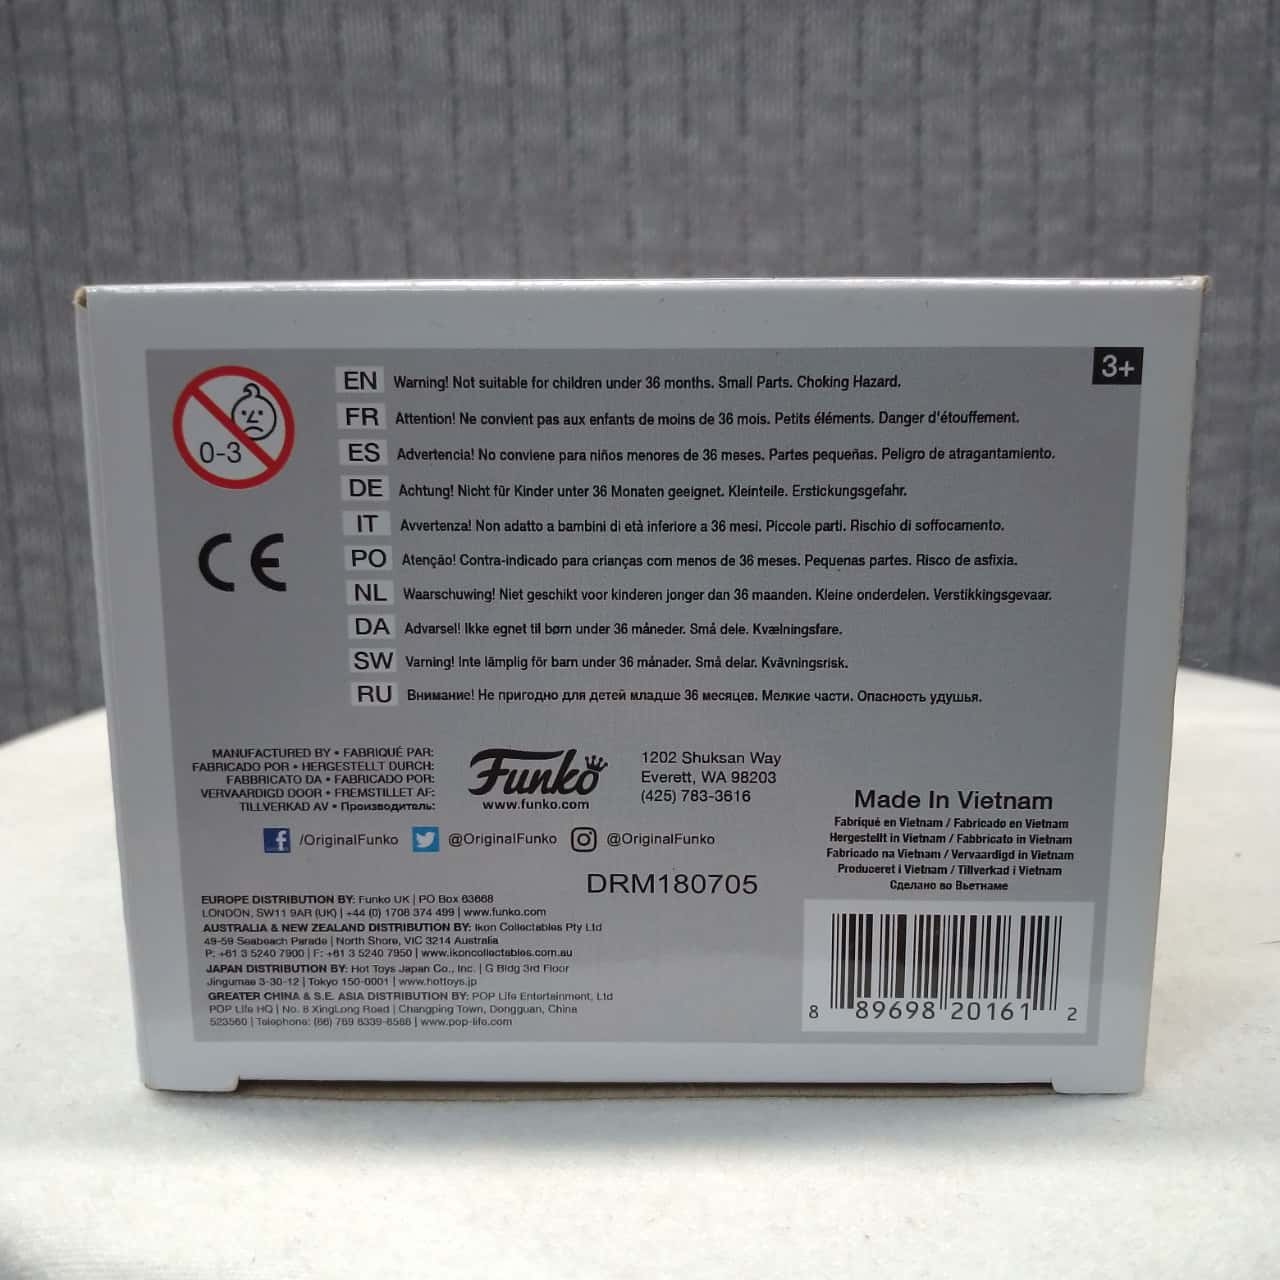 3+
0-3
EN Warning! Not suitable for children under 36 months. Small Parts. Choking Hazard.
FR Attention! Ne convient pas aux enfants de moins de 36 mois. Petits éléments. Danger d'étouffement.
ES Advertencia! No conviene para niños menores de 36 meses. Partes pequeñas. Peligro de atragantamiento.
DE Achtung! Nicht für Kinder unter 36 Monaten geeignet. Kleinteile. Erstickungsgefahr.
IT Avvertenza! Non adatto a bambini di età inferiore a 36 mesi. Piccole parti. Rischio di soffocamento.
PO Atenção! Contra-indicado para crianças com menos de 36 meses. Pequenas partes. Risco de asfixia.
NL Waarschuwing! Niet geschikt voor kinderen jonger dan 36 maanden. Kleine onderdelen. Verstikkingsgevaar.
DA Advarsel! Ikke egnet til børn under 36 måneder. Små dele. Kvælningsfare.
SW Varning! Inte lämplig för barn under 36 månader. Små delar. Kvävningsrisk.
RU Внимание! Не пригодно для детей младше 36 месяцев. Мелкие части. Опасность удушья.
CE
MANUFACTURED BY • FABRIQUÉ PAR:
FABRICADO POR • HERGESTELLT DURCH:
FABBRICATO DA • FABRICADO POR:
VERVAARDIGD DOOR • FREMSTILLET AF:
TILLVERKAD AV • Производитель:
Funko
www.funko.com
1202 Shuksan Way
Everett, WA 98203
(425) 783-3616
/OriginalFunko @OriginalFunko @OriginalFunko
DRM180705
Made In Vietnam
Fabriqué en Vietnam / Fabricado en Vietnam
Hergestellt in Vietnam / Fabbricato in Vietnam
Fabricado na Vietnam / Vervaardigd in Vietnam
Produceret i Vietnam / Tillverkad i Vietnam
Сделано во Вьетнаме
EUROPE DISTRIBUTION BY: Funko UK | PO Box 63668
LONDON, SW11 9AR (UK) | +44 (0) 1708 374 499 | www.funko.com
AUSTRALIA & NEW ZEALAND DISTRIBUTION BY: Ikon Collectables Pty Ltd
49-59 Seabeach Parade | North Shore, VIC 3214 Australia
P: +61 3 5240 7900 | F: +61 3 5240 7950 | www.ikoncollectables.com.au
JAPAN DISTRIBUTION BY: Hot Toys Japan Co., Inc. | G Bldg 3rd Floor
Jingumae 3-30-12 | Tokyo 150-0001 | www.hottoys.jp
GREATER CHINA & S.E. ASIA DISTRIBUTION BY: POP Life Entertainment, Ltd
POP Life HQ | No. 8 XingLong Road | Changping Town, Dongguan, China
523560 | Telephone: (86) 769 8339-8588 | www.pop-life.com
8 89698 20161 2